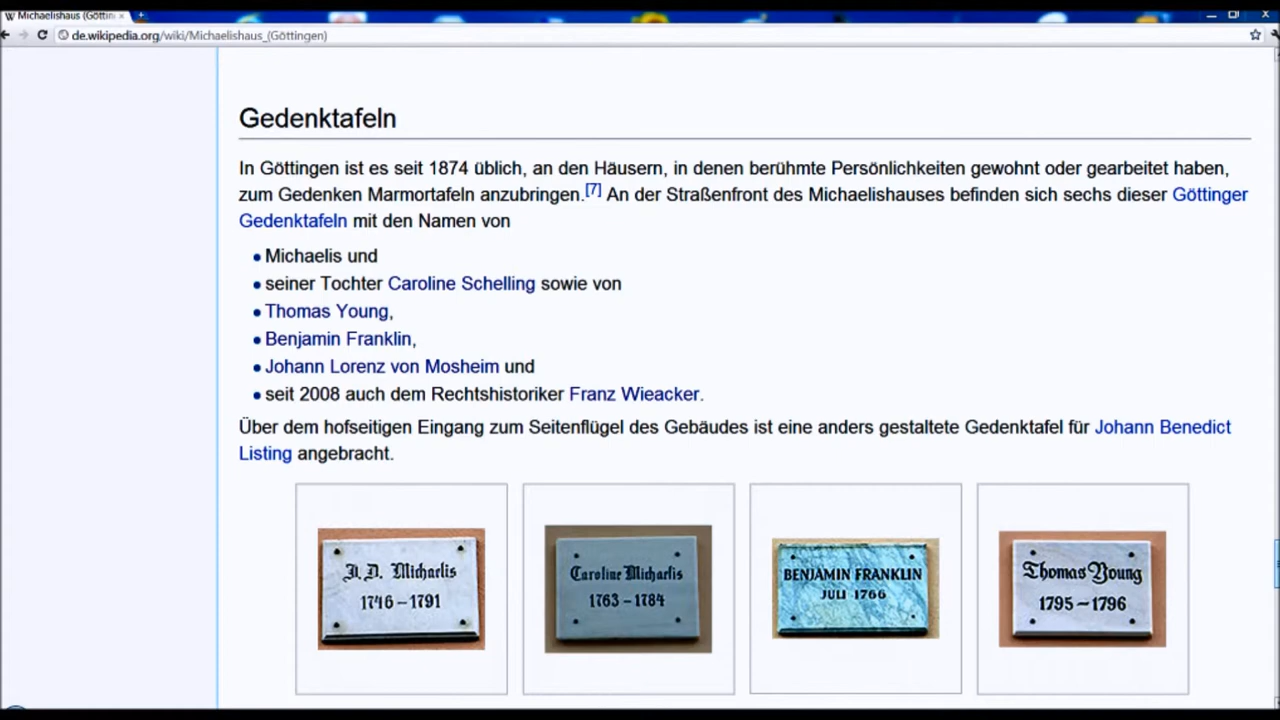 Michaelishaus (Göttin
de.wikipedia.org/wiki/Michaelishaus_(Göttingen)
Gedenktafeln
In Göttingen ist es seit 1874 üblich, an den Häusern, in denen berühmte Persönlichkeiten gewohnt oder gearbeitet haben,
zum Gedenken Marmortafeln anzubringen.[7] An der Straßenfront des Michaelishauses befinden sich sechs dieser Göttinger
Gedenktafeln mit den Namen von
• Michaelis und
• seiner Tochter Caroline Schelling sowie von
• Thomas Young,
• Benjamin Franklin,
• Johann Lorenz von Mosheim und
• seit 2008 auch dem Rechtshistoriker Franz Wieacker.
Über dem hofseitigen Eingang zum Seitenflügel des Gebäudes ist eine anders gestaltete Gedenktafel für Johann Benedict
Listing angebracht.
J. D. Michaelis
1746 – 1791
Caroline Michaelis
1763 – 1784
BENJAMIN FRANKLIN
JULI 1766
Thomas Young
1795 – 1796